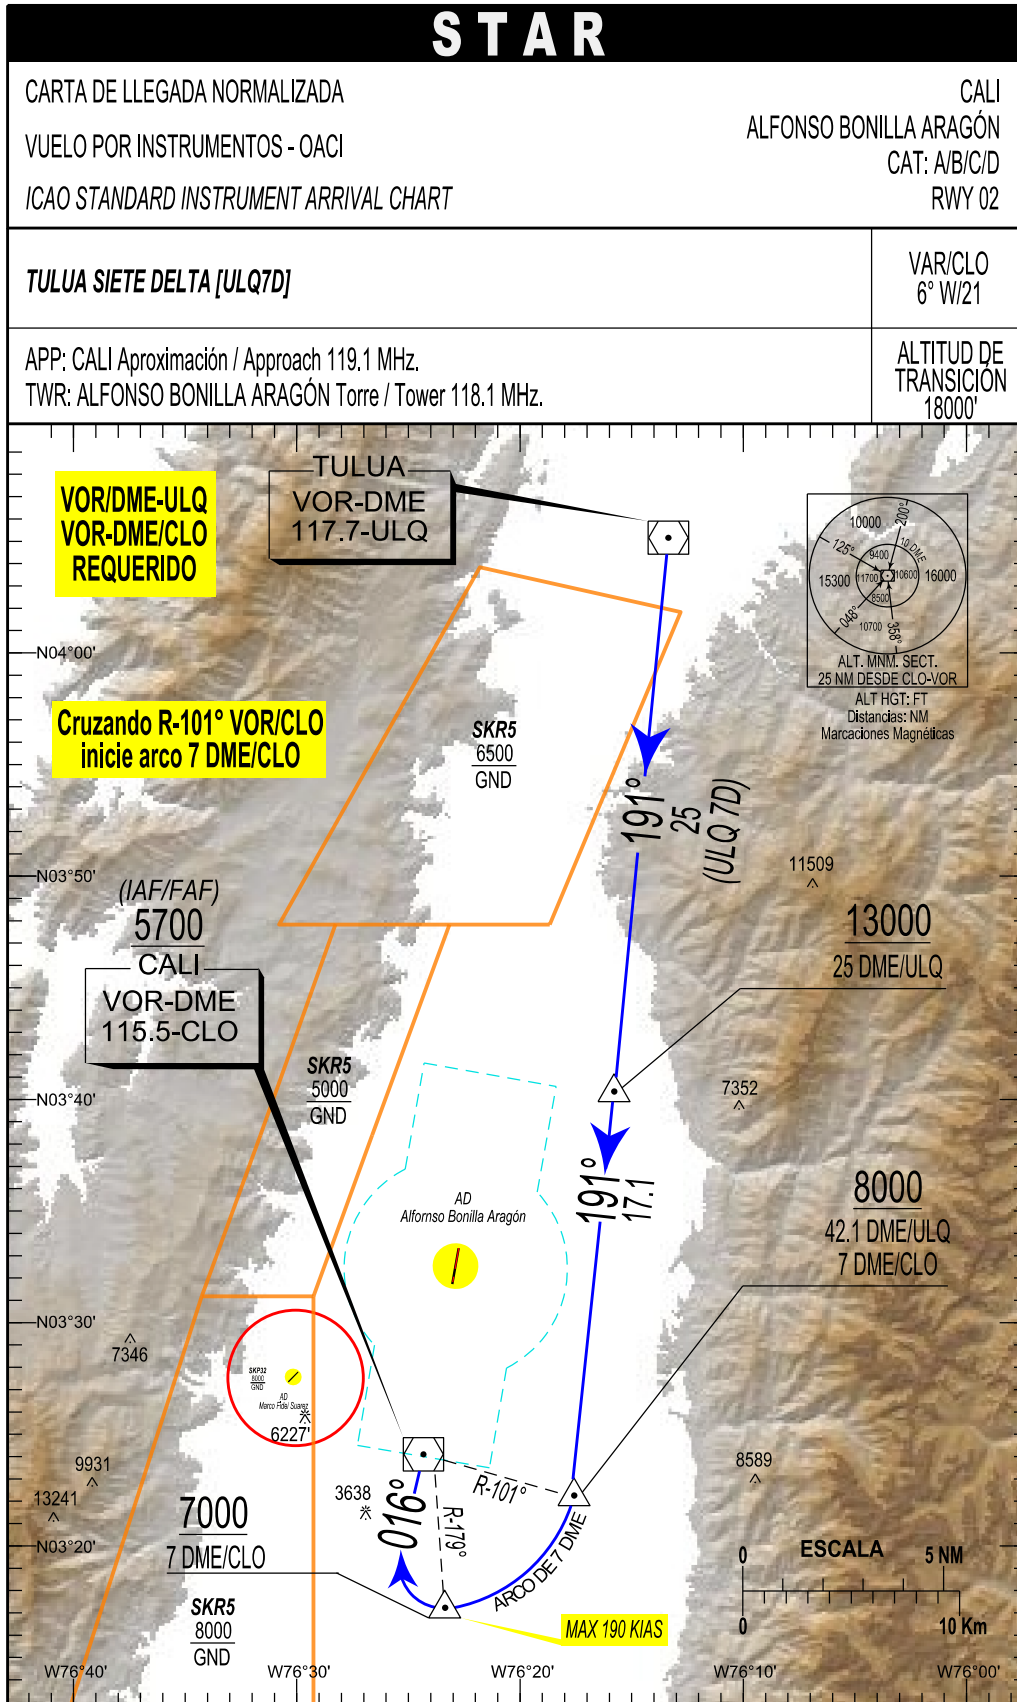 STAR
CARTA DE LLEGADA NORMALIZADA
VUELO POR INSTRUMENTOS - OACI
ICAO STANDARD INSTRUMENT ARRIVAL CHART
CALI
ALFONSO BONILLA ARAGÓN
CAT: A/B/C/D
RWY 02
TULUA SIETE DELTA [ULQ7D]
VAR/CLO
6° W/21
APP: CALI Aproximación / Approach 119.1 MHz.
TWR: ALFONSO BONILLA ARAGÓN Torre / Tower 118.1 MHz.
ALTITUD DE
TRANSICIÓN
18000'
VOR/DME-ULQ
VOR-DME/CLO
REQUERIDO
TULUA
VOR-DME
117.7-ULQ
10000
200°
125°
10 DME
9400
15300
11700
10600
16000
8500
048°
10700
358°
ALT. MNM. SECT.
25 NM DESDE CLO-VOR
ALT HGT: FT
Distancias: NM
Marcaciones Magnéticas
N04°00'
Cruzando R-101° VOR/CLO
inicie arco 7 DME/CLO
SKR5
6500
GND
191°
25
(ULQ 7D)
11509
N03°50'
(IAF/FAF)
5700
CALI
VOR-DME
115.5-CLO
13000
25 DME/ULQ
SKR5
5000
GND
N03°40'
7352
191°
17.1
AD
Alfornso Bonilla Aragón
8000
42.1 DME/ULQ
7 DME/CLO
N03°30'
7346
SKP32
8000
GND
AD
Marco Fidel Suarez
6227'
9931
13241
3638
016°
R-101°
R-179°
8589
7000
7 DME/CLO
N03°20'
ARCO DE 7 DME
0 ESCALA 5 NM
0 10 Km
MAX 190 KIAS
SKR5
8000
GND
W76°40'
W76°30'
W76°20'
W76°10'
W76°00'